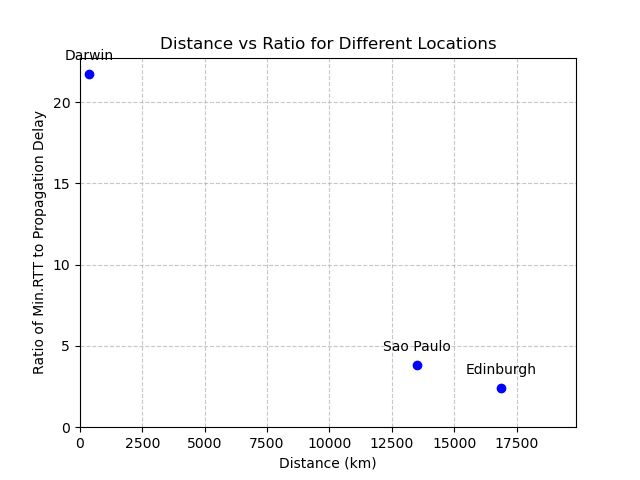 Distance vs Ratio for Different Locations
Darwin
20
15
10
5
0
Ratio of Min.RTT to Propagation Delay
Sao Paulo
Edinburgh
0 2500 5000 7500 10000 12500 15000 17500
Distance (km)